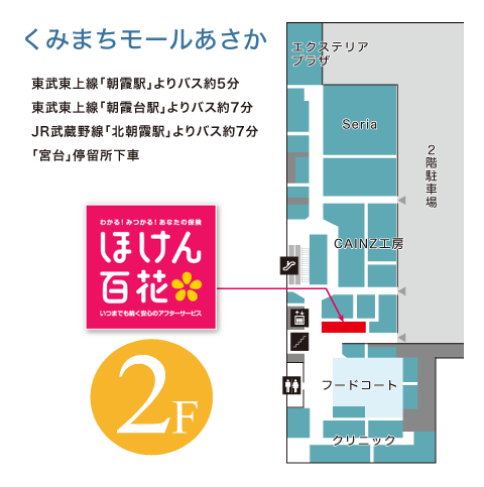 くみまちモールあさか
東武東上線「朝霞駅」よりバス約5分
東武東上線「朝霞台駅」よりバス約7分
JR武蔵野線「北朝霞駅」よりバス約7分
「宮台」停留所下車
わかる!みつかる!あなたの保険
ほけん
百花
いつまでも続く安心のアフターサービス
2F
エクステリア
プラザ
Seria
2階駐車場
CAINZ工房
フードコート
クリニック